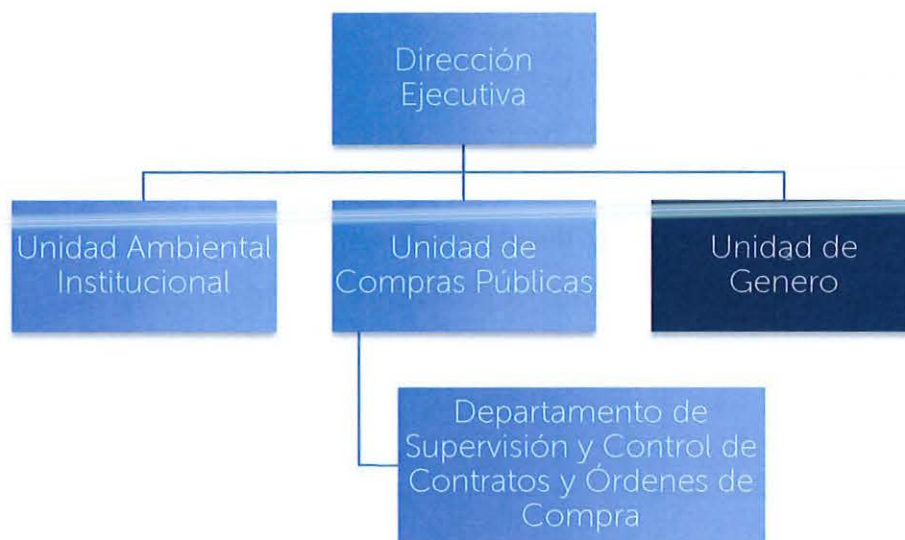 Dirección
Ejecutiva
Unidad Ambiental
Institucional
Unidad de
Compras Públicas
Unidad de
Genero
Departamento de
Supervisión y Control de
Contratos y Órdenes de
Compra